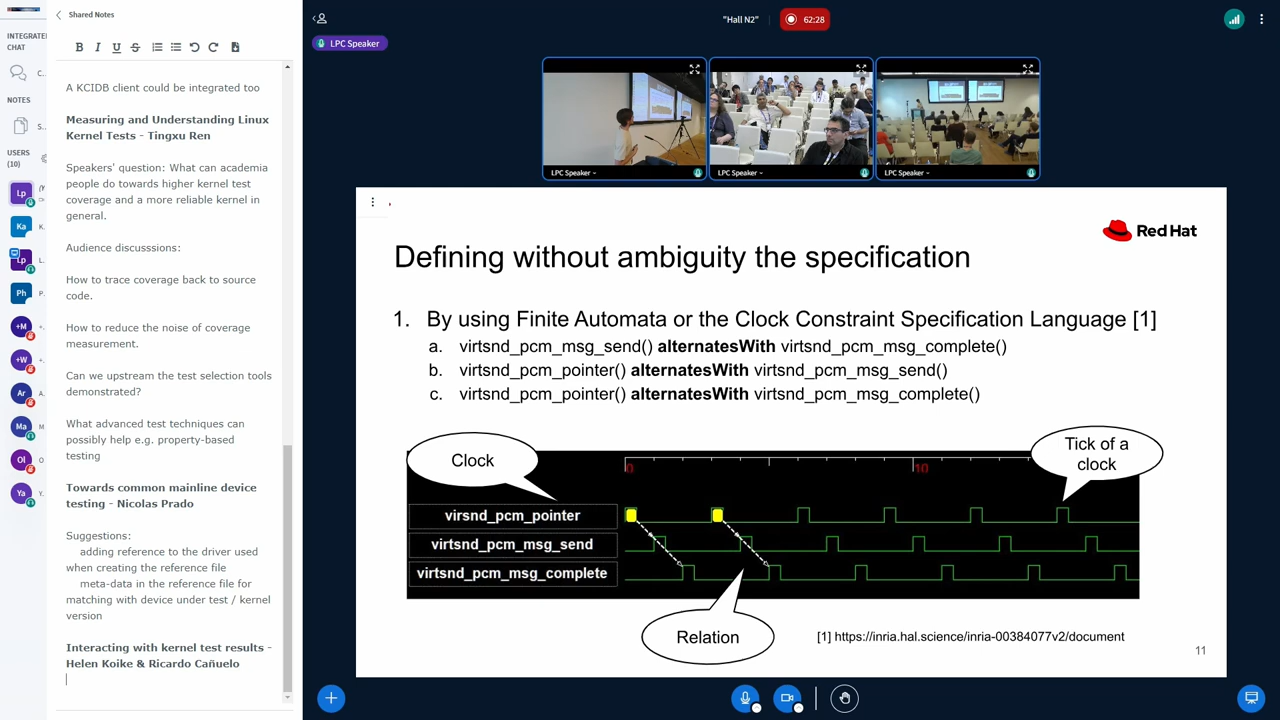 Shared Notes
INTEGRATED
CHAT
C..
NOTES
S..
USERS
(10)
Lp
Ka
K.
Lp
L.
Ph
P.
+M
+.
+W
+.
Ar
A.
Ma
M
Ol
O
Ya
Y.
B I U S
A KCIDB client could be integrated too
Measuring and Understanding Linux
Kernel Tests - Tingxu Ren
Speakers' question: What can academia
people do towards higher kernel test
coverage and a more reliable kernel in
general.
Audience discusssions:
How to trace coverage back to source
code.
How to reduce the noise of coverage
measurement.
Can we upstream the test selection tools
demonstrated?
What advanced test techniques can
possibly help e.g. property-based
testing
Towards common mainline device
testing - Nicolas Prado
Suggestions:
adding reference to the driver used
when creating the reference file
meta-data in the reference file for
matching with device under test / kernel
version
Interacting with kernel test results -
Helen Koike & Ricardo Cañuelo
"Hall N2"
62:28
LPC Speaker
LPC Speaker
LPC Speaker
LPC Speaker
Red Hat
Defining without ambiguity the specification
1. By using Finite Automata or the Clock Constraint Specification Language [1]
a. virtsnd_pcm_msg_send() alternatesWith virtsnd_pcm_msg_complete()
b. virtsnd_pcm_pointer() alternatesWith virtsnd_pcm_msg_send()
c. virtsnd_pcm_pointer() alternatesWith virtsnd_pcm_msg_complete()
Clock
Tick of a
clock
0
10
virsnd_pcm_pointer
virtsnd_pcm_msg_send
virtsnd_pcm_msg_complete
Relation
[1] https://inria.hal.science/inria-00384077v2/document
11